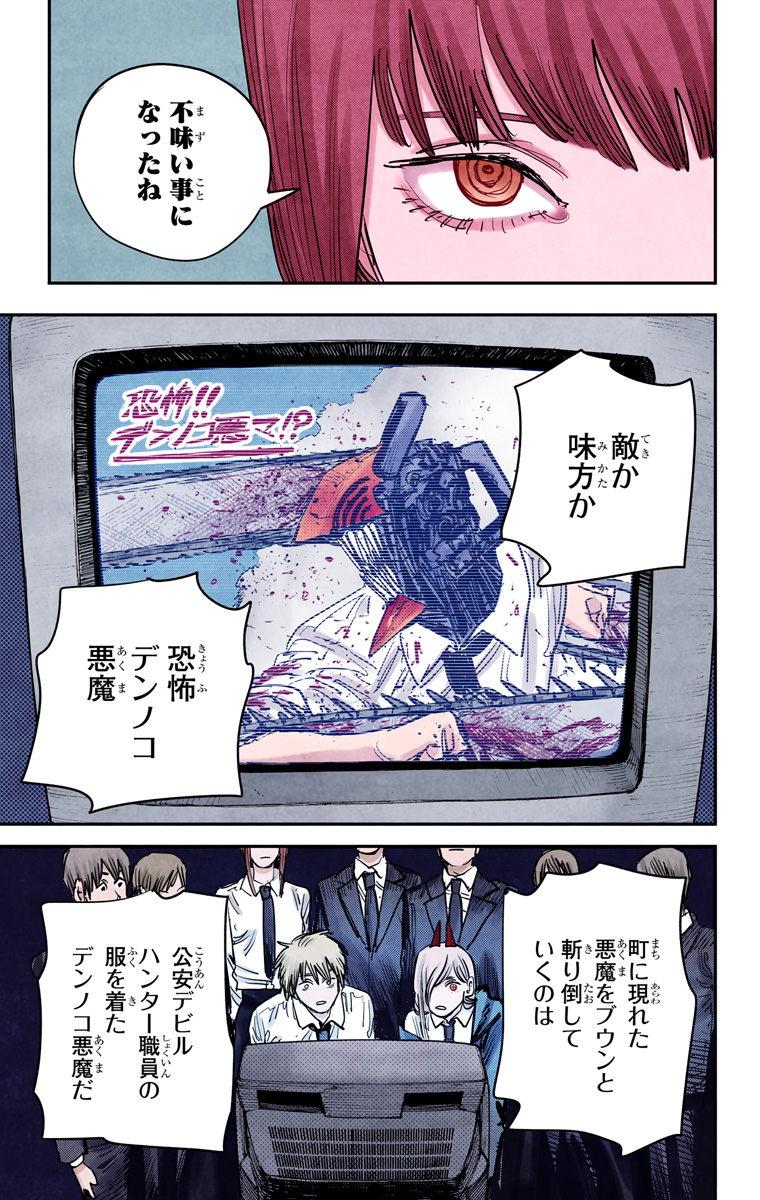 不味い事に
なったね
恐怖!!
デンノコ悪マ!?
敵か
味方か
恐怖
デンノコ
悪魔
町に現れた
悪魔をブウンと
斬り倒して
いくのは
公安デビル
ハンター職員の
服を着た
デンノコ悪魔だ